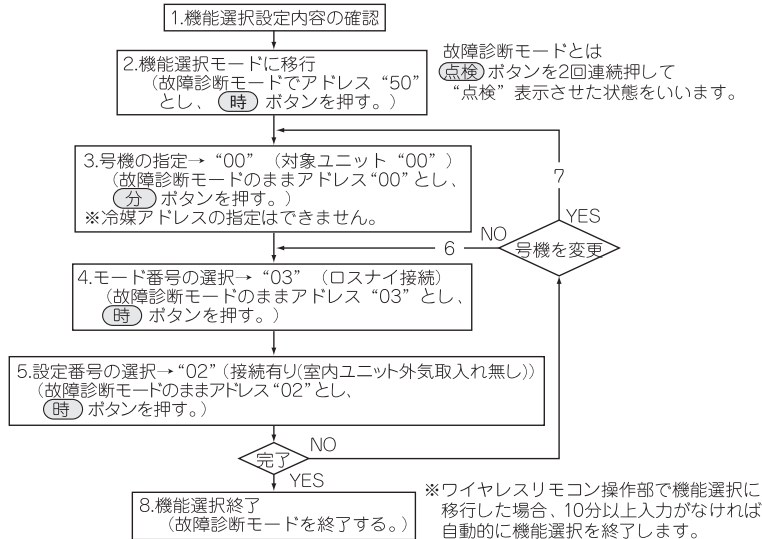 1.機能選択設定内容の確認
2.機能選択モードに移行
(故障診断モードでアドレス“50”
とし、 時 ボタンを押す。)
故障診断モードとは
点検 ボタンを2回連続押して
“点検”表示させた状態をいいます。
3.号機の指定→ “00” (対象ユニット“00”)
(故障診断モードのままアドレス“00”とし、
分 ボタンを押す。)
※冷媒アドレスの指定はできません。
7
YES
NO
6
号機を変更
4.モード番号の選択→ “03” (ロスナイ接続)
(故障診断モードのままアドレス “03” とし、
時 ボタンを押す。)
5.設定番号の選択→“02”(接続有り(室内ユニット外気取入れ無し))
(故障診断モードのままアドレス“02”とし、
時 ボタンを押す。)
NO
完了
YES
8.機能選択終了
(故障診断モードを終了する。)
※ワイヤレスリモコン操作部で機能選択に
移行した場合、10分以上入力がなければ
自動的に機能選択を終了します。